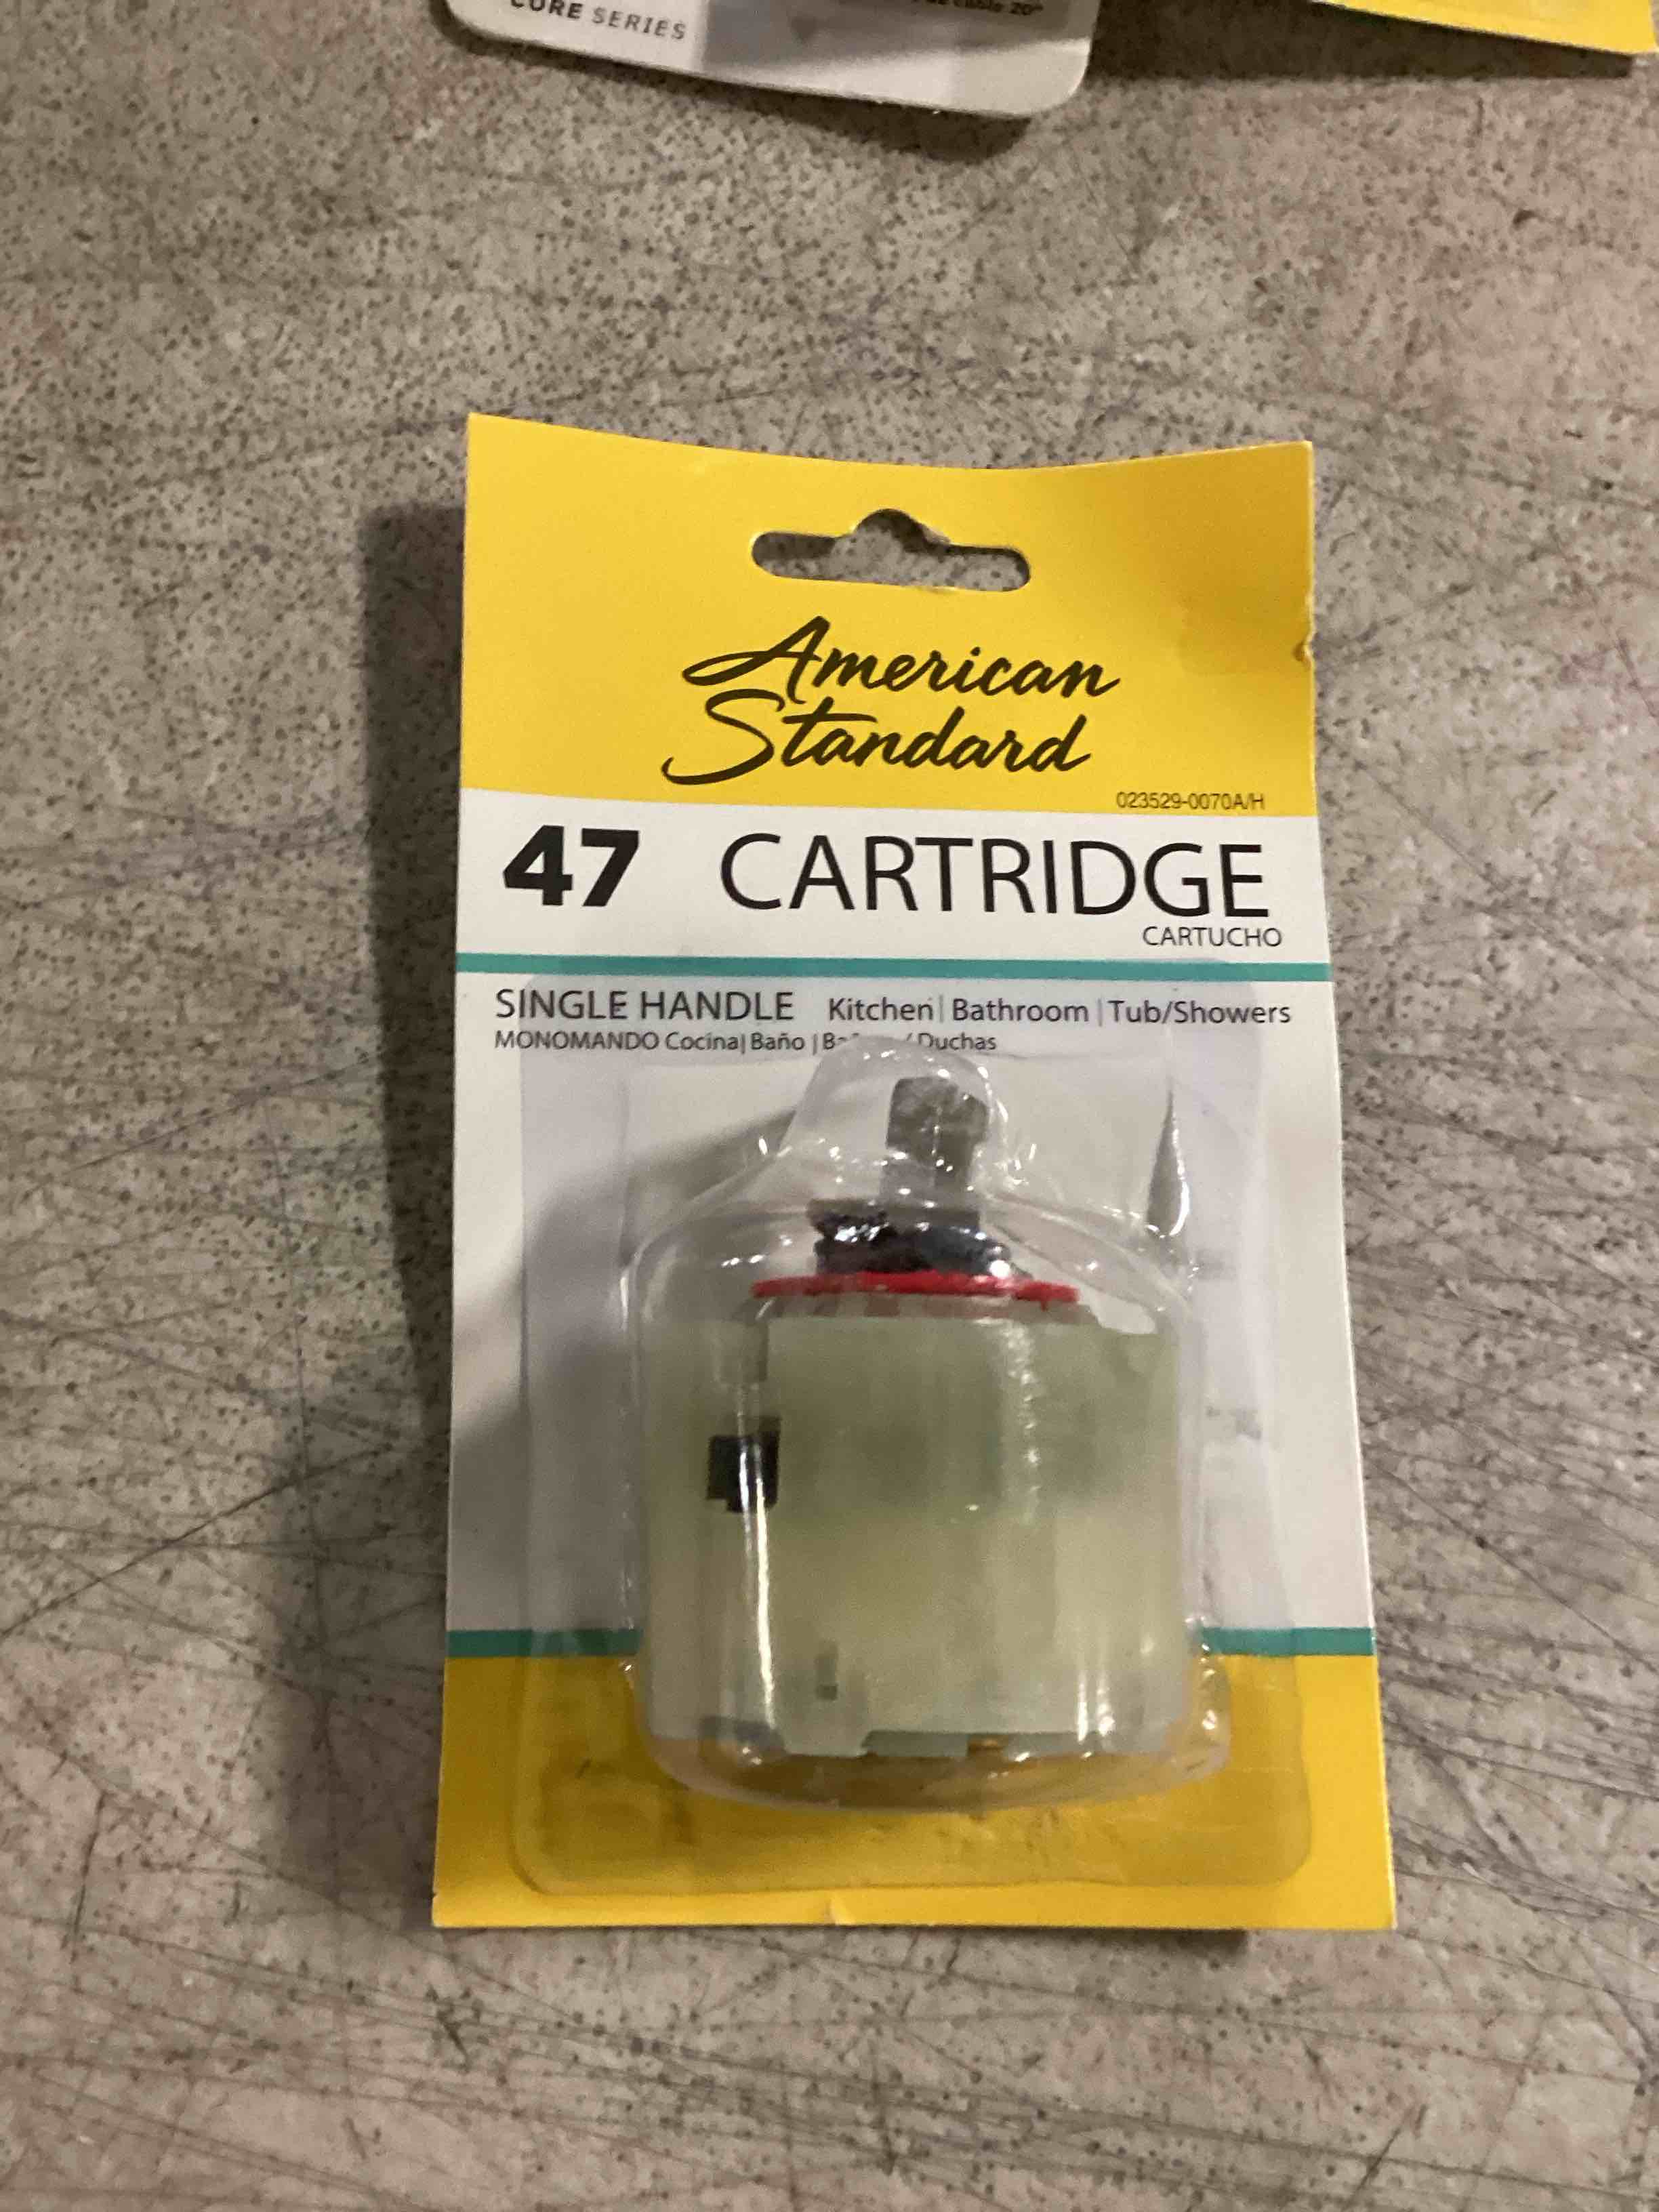 CORE SERIES
20"
American
Standard
023529-0070A/H
47 CARTRIDGE
CARTUCHO
SINGLE HANDLE Kitchen | Bathroom | Tub/Showers
MONOMANDO Cocina | Baño | / Duchas